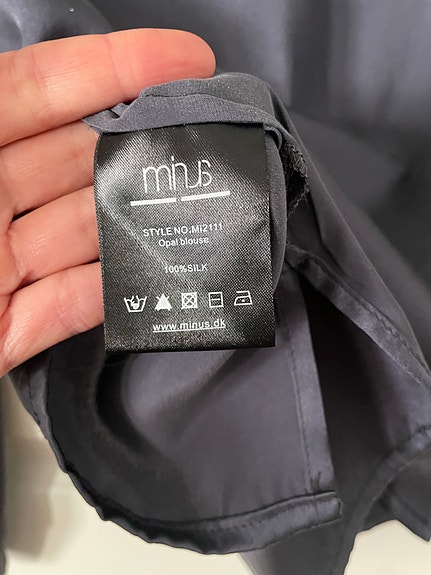 minus
STYLE NO:MI2111
Opal blouse
100%SILK
www.minus.dk